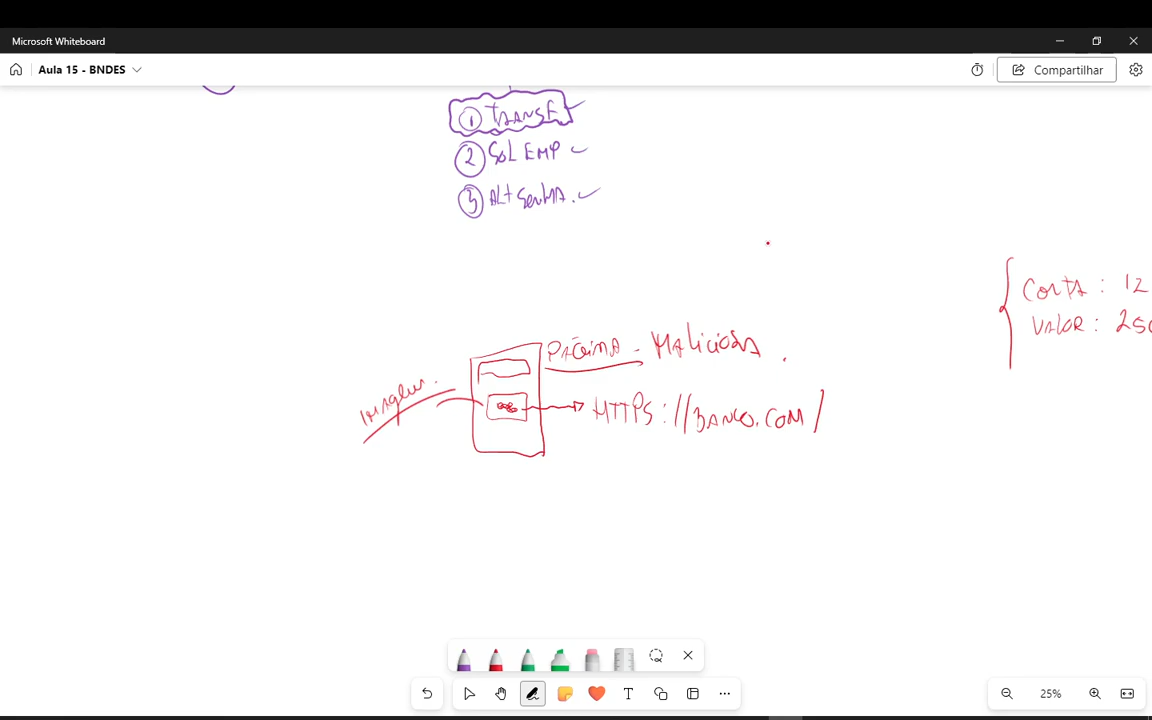 Microsoft Whiteboard
Aula 15 - BNDES
Compartilhar
1 TRANSF
2 SOL EMP
3 ALT SENHA.
CONTA : 12
VALOR : 250
PÁGINA - MALICIOSA
IMAGEM.
HTTPS://BANCO.COM/
25%